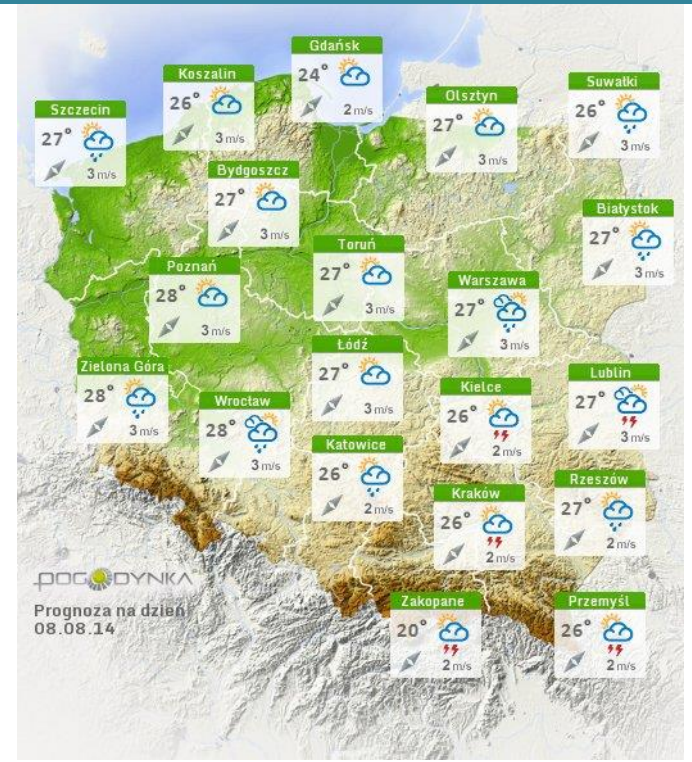 Gdańsk
24°
2 m/s
Koszalin
26°
3 m/s
Suwałki
26°
3 m/s
Olsztyn
27°
3 m/s
Szczecin
27°
3 m/s
Bydgoszcz
27°
3 m/s
Białystok
27°
3 m/s
Toruń
27°
3 m/s
Poznań
28°
3 m/s
Warszawa
27°
3 m/s
Łódź
27°
3 m/s
Zielona Góra
28°
3 m/s
Lublin
27°
3 m/s
Kielce
26°
2 m/s
Wrocław
28°
3 m/s
Katowice
26°
2 m/s
Rzeszów
27°
2 m/s
Kraków
26°
2 m/s
POGODYNKA
Prognoza na dzień
08.08.14
Zakopane
20°
2 m/s
Przemyśl
26°
2 m/s